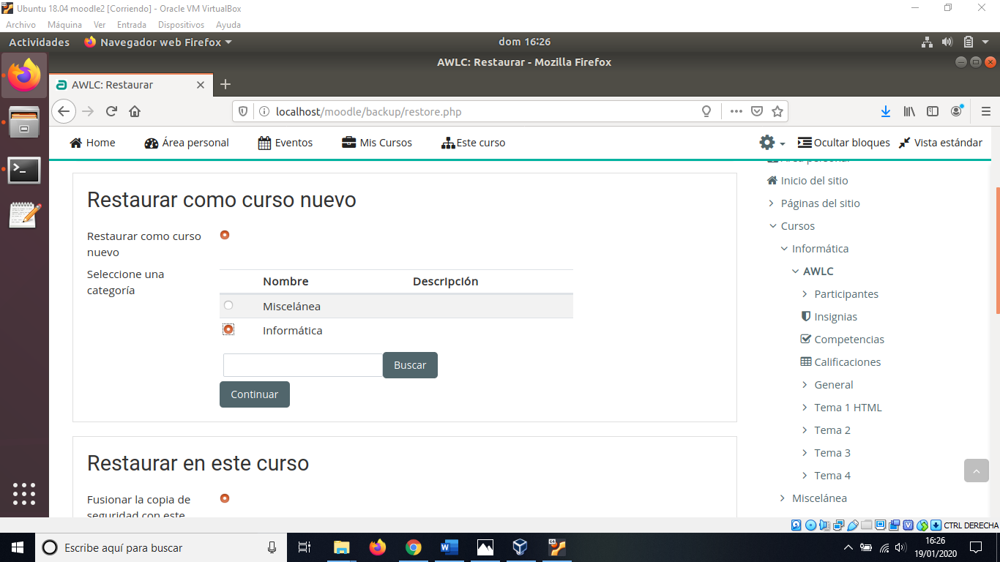 Ubuntu 18.04 moodle2 [Corriendo] - Oracle VM VirtualBox
Archivo Máquina Ver Entrada Dispositivos Ayuda
Actividades Navegador web Firefox dom 16:26
AWLC: Restaurar - Mozilla Firefox
AWLC: Restaurar
localhost/moodle/backup/restore.php
Home Área personal Eventos Mis Cursos Este curso Ocultar bloques Vista estándar
Área personal
Restaurar como curso nuevo
Restaurar como curso
nuevo
Seleccione una
categoría
Nombre Descripción
Miscelánea
Informática
Buscar
Continuar
Restaurar en este curso
Fusionar la copia de
seguridad con este
Inicio del sitio
Páginas del sitio
Cursos
Informática
AWLC
Participantes
Insignias
Competencias
Calificaciones
General
Tema 1 HTML
Tema 2
Tema 3
Tema 4
Miscelánea
CTRL DERECHA
Escribe aquí para buscar
64
16:26
19/01/2020